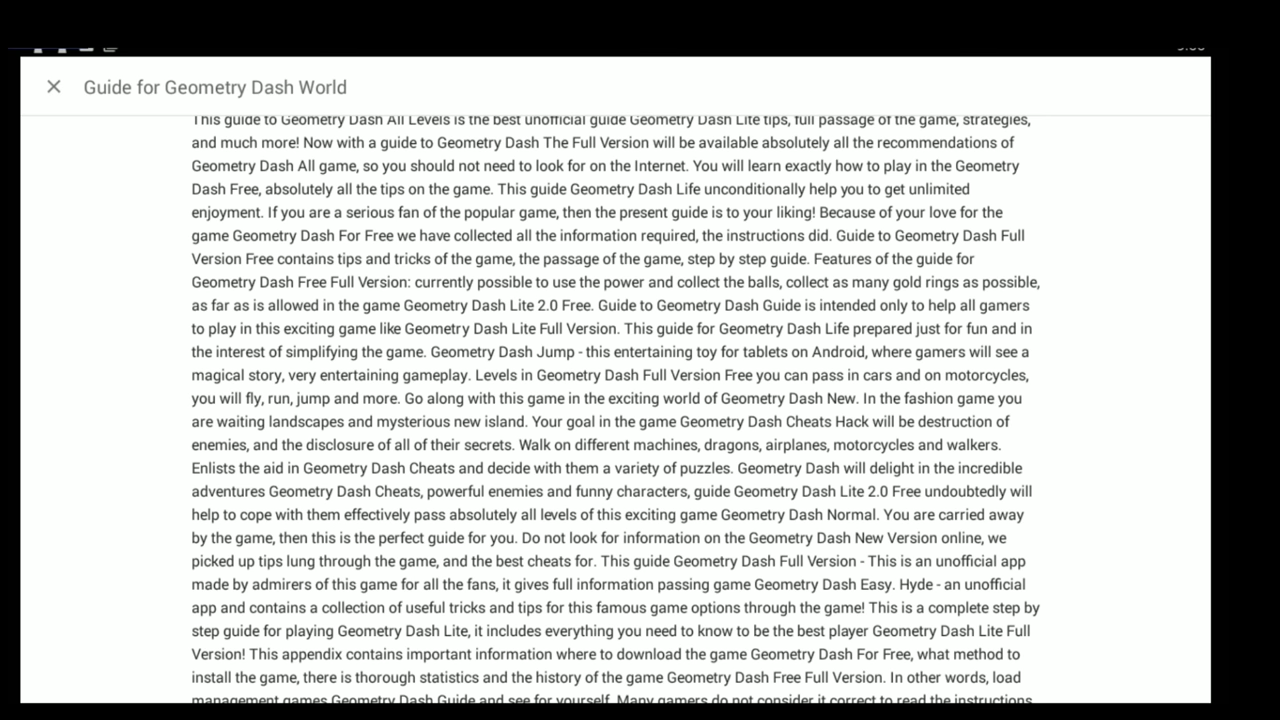 Guide for Geometry Dash World
This guide to Geometry Dash All Levels is the best unofficial guide Geometry Dash Lite tips, full passage of the game, strategies,
and much more! Now with a guide to Geometry Dash The Full Version will be available absolutely all the recommendations of
Geometry Dash All game, so you should not need to look for on the Internet. You will learn exactly how to play in the Geometry
Dash Free, absolutely all the tips on the game. This guide Geometry Dash Life unconditionally help you to get unlimited
enjoyment. If you are a serious fan of the popular game, then the present guide is to your liking! Because of your love for the
game Geometry Dash For Free we have collected all the information required, the instructions did. Guide to Geometry Dash Full
Version Free contains tips and tricks of the game, the passage of the game, step by step guide. Features of the guide for
Geometry Dash Free Full Version: currently possible to use the power and collect the balls, collect as many gold rings as possible,
as far as is allowed in the game Geometry Dash Lite 2.0 Free. Guide to Geometry Dash Guide is intended only to help all gamers
to play in this exciting game like Geometry Dash Lite Full Version. This guide for Geometry Dash Life prepared just for fun and in
the interest of simplifying the game. Geometry Dash Jump - this entertaining toy for tablets on Android, where gamers will see a
magical story, very entertaining gameplay. Levels in Geometry Dash Full Version Free you can pass in cars and on motorcycles,
you will fly, run, jump and more. Go along with this game in the exciting world of Geometry Dash New. In the fashion game you
are waiting landscapes and mysterious new island. Your goal in the game Geometry Dash Cheats Hack will be destruction of
enemies, and the disclosure of all of their secrets. Walk on different machines, dragons, airplanes, motorcycles and walkers.
Enlists the aid in Geometry Dash Cheats and decide with them a variety of puzzles. Geometry Dash will delight in the incredible
adventures Geometry Dash Cheats, powerful enemies and funny characters, guide Geometry Dash Lite 2.0 Free undoubtedly will
help to cope with them effectively pass absolutely all levels of this exciting game Geometry Dash Normal. You are carried away
by the game, then this is the perfect guide for you. Do not look for information on the Geometry Dash New Version online, we
picked up tips lung through the game, and the best cheats for. This guide Geometry Dash Full Version - This is an unofficial app
made by admirers of this game for all the fans, it gives full information passing game Geometry Dash Easy. Hyde - an unofficial
app and contains a collection of useful tricks and tips for this famous game options through the game! This is a complete step by
step guide for playing Geometry Dash Lite, it includes everything you need to know to be the best player Geometry Dash Lite Full
Version! This appendix contains important information where to download the game Geometry Dash For Free, what method to
install the game, there is thorough statistics and the history of the game Geometry Dash Free Full Version. In other words, load
management games Geometry Dash Guide and see for yourself. Many gamers do not consider it correct to read the instructions